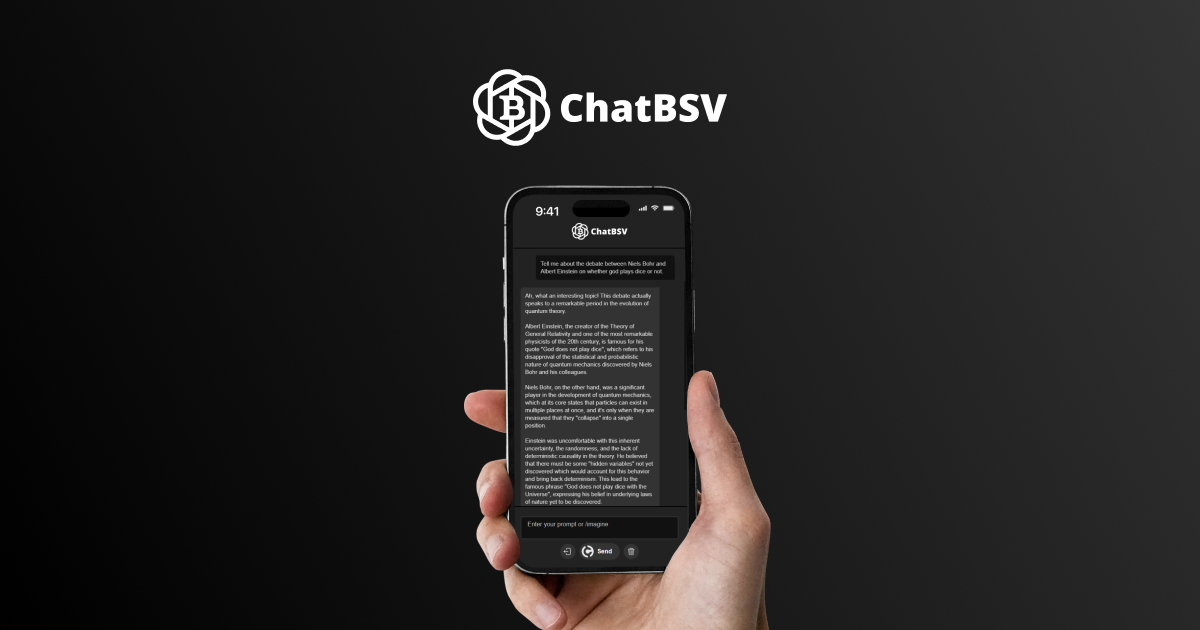 ChatBSV
9:41
ChatBSV
Tell me about the debate between Niels Bohr and
Albert Einstein on whether god plays dice or not.
Ah, what an interesting topic! This debate actually
speaks to a remarkable period in the evolution of
quantum theory.
Albert Einstein, the creator of the Theory of
General Relativity and one of the most remarkable
physicists of the 20th century, is famous for his
quote "God does not play dice", which refers to his
disapproval of the statistical and probabilistic
nature of quantum mechanics discovered by Niels
Bohr and his colleagues.
Niels Bohr, on the other hand, was a significant
player in the development of quantum mechanics,
which at its core states that particles can exist in
multiple places at once, and it's only when they are
measured that they "collapse" into a single
position.
Einstein was uncomfortable with this inherent
uncertainty, the randomness, and the lack of
deterministic causality in the theory. He believed
that there must be some "hidden variables" not yet
discovered which would account for this behavior
and bring back determinism. This lead to the
famous phrase "God does not play dice with the
Universe", expressing his belief in underlying laws
of nature yet to be discovered.
Enter your prompt or /imagine
Send